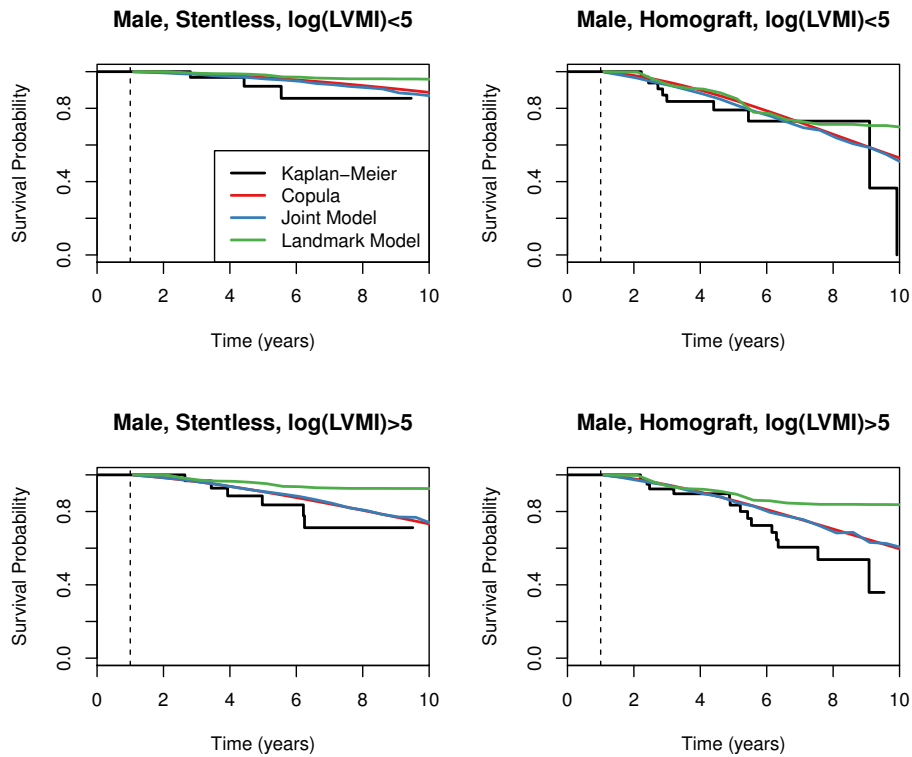 Male, Stentless, log(LVMI)<5
Survival Probability
0.0 0.4 0.8
Kaplan−Meier
Copula
Joint Model
Landmark Model
0 2 4 6 8 10
Time (years)
Male, Homograft, log(LVMI)<5
Survival Probability
0.0 0.4 0.8
0 2 4 6 8 10
Time (years)
Male, Stentless, log(LVMI)>5
Survival Probability
0.0 0.4 0.8
0 2 4 6 8 10
Time (years)
Male, Homograft, log(LVMI)>5
Survival Probability
0.0 0.4 0.8
0 2 4 6 8 10
Time (years)